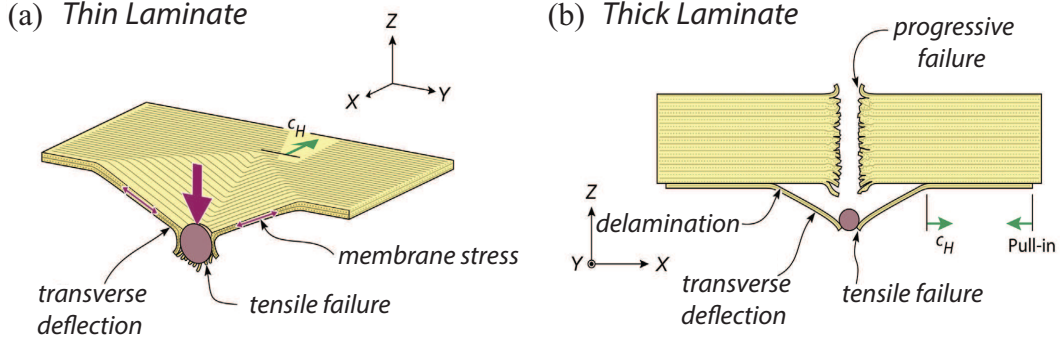 (a) Thin Laminate
Z
X
Y
c_H
membrane stress
tensile failure
transverse
deflection
(b) Thick Laminate
progressive
failure
Z
Y
X
delamination
transverse
deflection
tensile failure
c_H
Pull-in